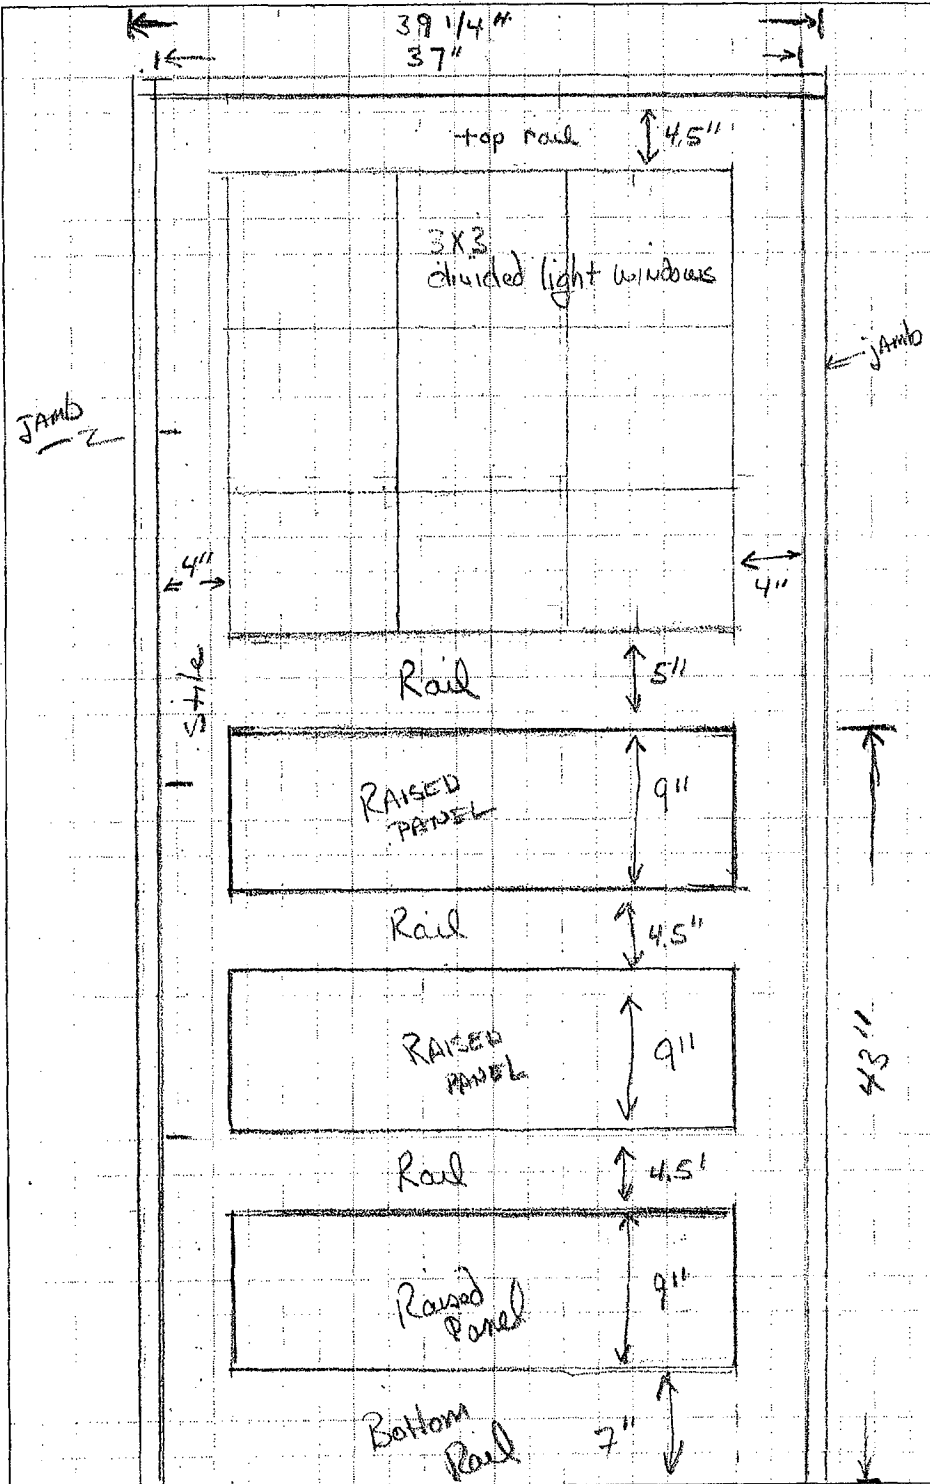 39 1/4"
37"
top rail
4.5"
3X3
divided light windows
jAmb
JAMb
4"
4"
Stile
Rail
5"
RAISED
PANEL
9"
Rail
4.5"
RAISED
PANEL
9"
43"
Rail
4.5'
Raised
Panel
9"
Bottom
Rail
7"